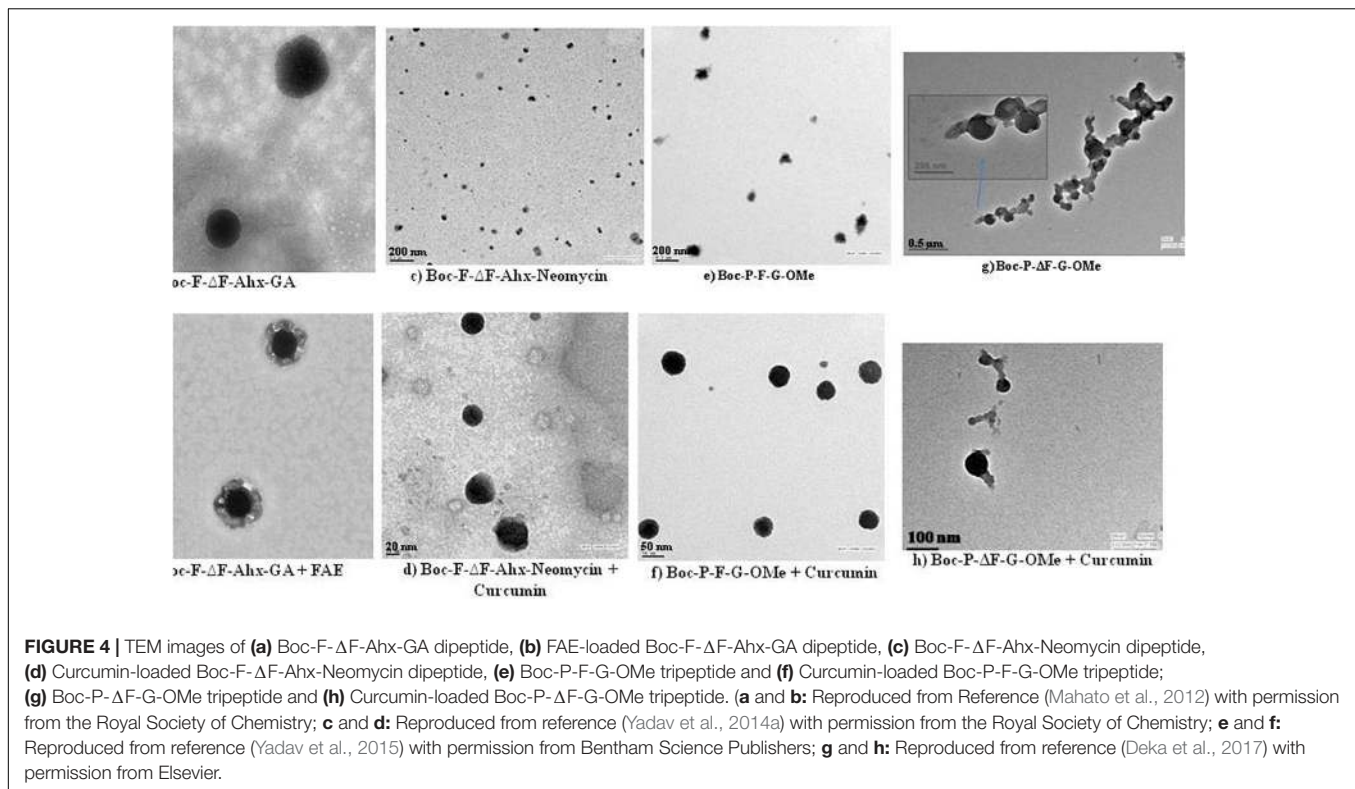 oc-F-ΔF-Ahx-GA
200 nm
c) Boc-F-ΔF-Ahx-Neomycin
200 nm
e) Boc-P-F-G-OMe
200 nm
0.5 µm
g) Boc-P-ΔF-G-OMe
oc-F-ΔF-Ahx-GA + FAE
20 nm
d) Boc-F-ΔF-Ahx-Neomycin +
Curcumin
50 nm
f) Boc-P-F-G-OMe + Curcumin
100 nm
h) Boc-P-ΔF-G-OMe + Curcumin
FIGURE 4 | TEM images of (a) Boc-F-ΔF-Ahx-GA dipeptide, (b) FAE-loaded Boc-F-ΔF-Ahx-GA dipeptide, (c) Boc-F-ΔF-Ahx-Neomycin dipeptide,
(d) Curcumin-loaded Boc-F-ΔF-Ahx-Neomycin dipeptide, (e) Boc-P-F-G-OMe tripeptide and (f) Curcumin-loaded Boc-P-F-G-OMe tripeptide;
(g) Boc-P-ΔF-G-OMe tripeptide and (h) Curcumin-loaded Boc-P-ΔF-G-OMe tripeptide. (a and b: Reproduced from Reference (Mahato et al., 2012) with permission
from the Royal Society of Chemistry; c and d: Reproduced from reference (Yadav et al., 2014a) with permission from the Royal Society of Chemistry; e and f:
Reproduced from reference (Yadav et al., 2015) with permission from Bentham Science Publishers; g and h: Reproduced from reference (Deka et al., 2017) with
permission from Elsevier.